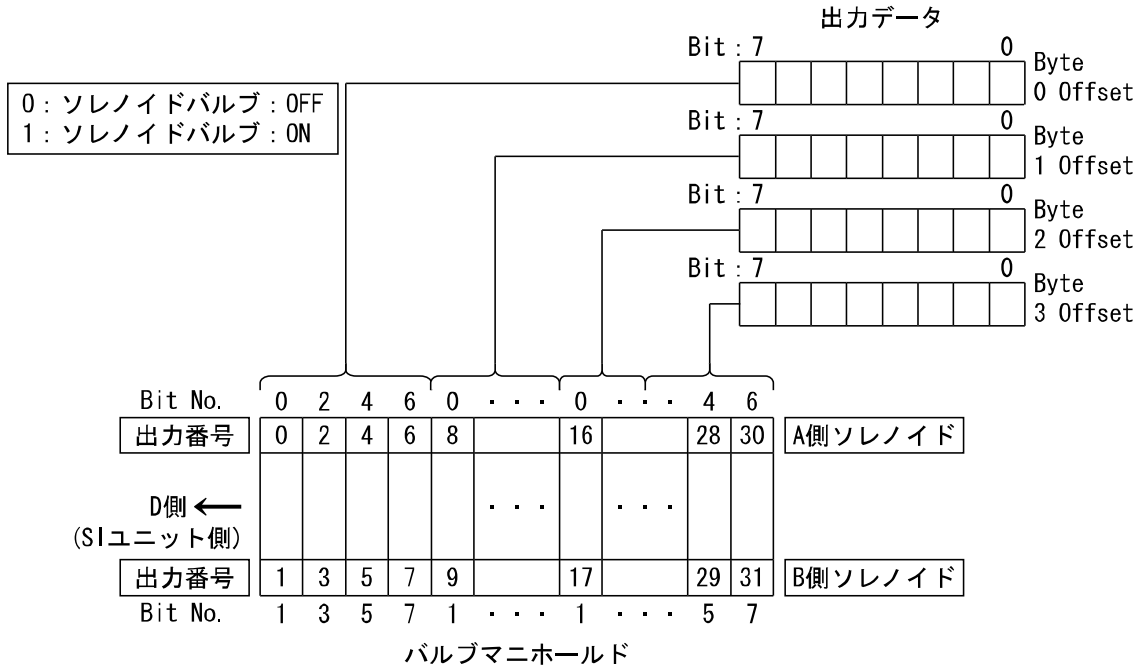 出力データ
Bit : 7 0
Byte
0 Offset
0 : ソレノイドバルブ : OFF
1 : ソレノイドバルブ : ON
Bit : 7 0
Byte
1 Offset
Bit : 7 0
Byte
2 Offset
Bit : 7 0
Byte
3 Offset
Bit No. 0 2 4 6 0 ・・・ 0 ・・・ 4 6
出力番号 0 2 4 6 8 16 28 30 A側ソレノイド
D側 ← ・・・ ・・・
(SIユニット側)
出力番号 1 3 5 7 9 17 29 31 B側ソレノイド
Bit No. 1 3 5 7 1 ・・・ 1 ・・・ 5 7
バルブマニホールド